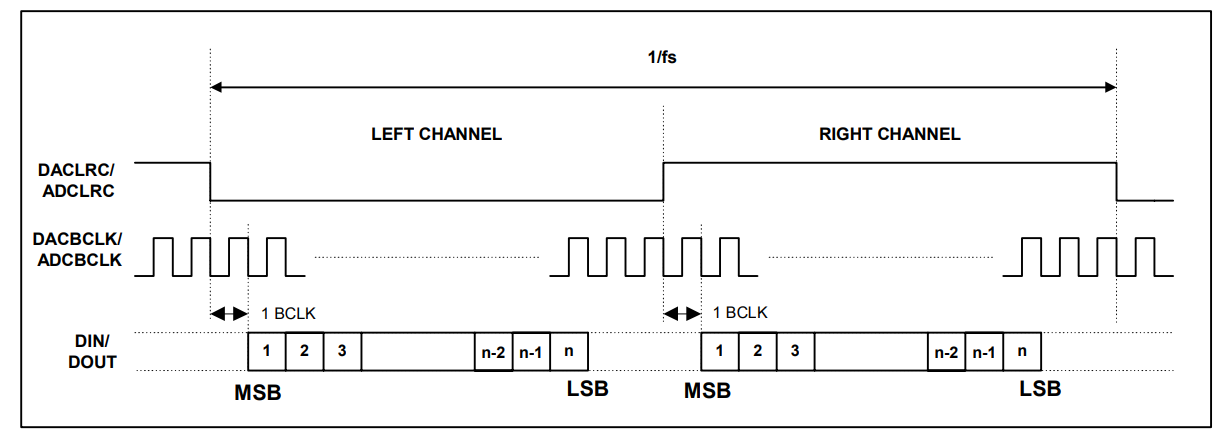 1/fs
LEFT CHANNEL RIGHT CHANNEL
DACLRC/
ADCLRC
DACBCLK/
ADCBCLK
1 BCLK 1 BCLK
DIN/
DOUT
1 2 3 n-2 n-1 n 1 2 3 n-2 n-1 n
MSB LSB MSB LSB